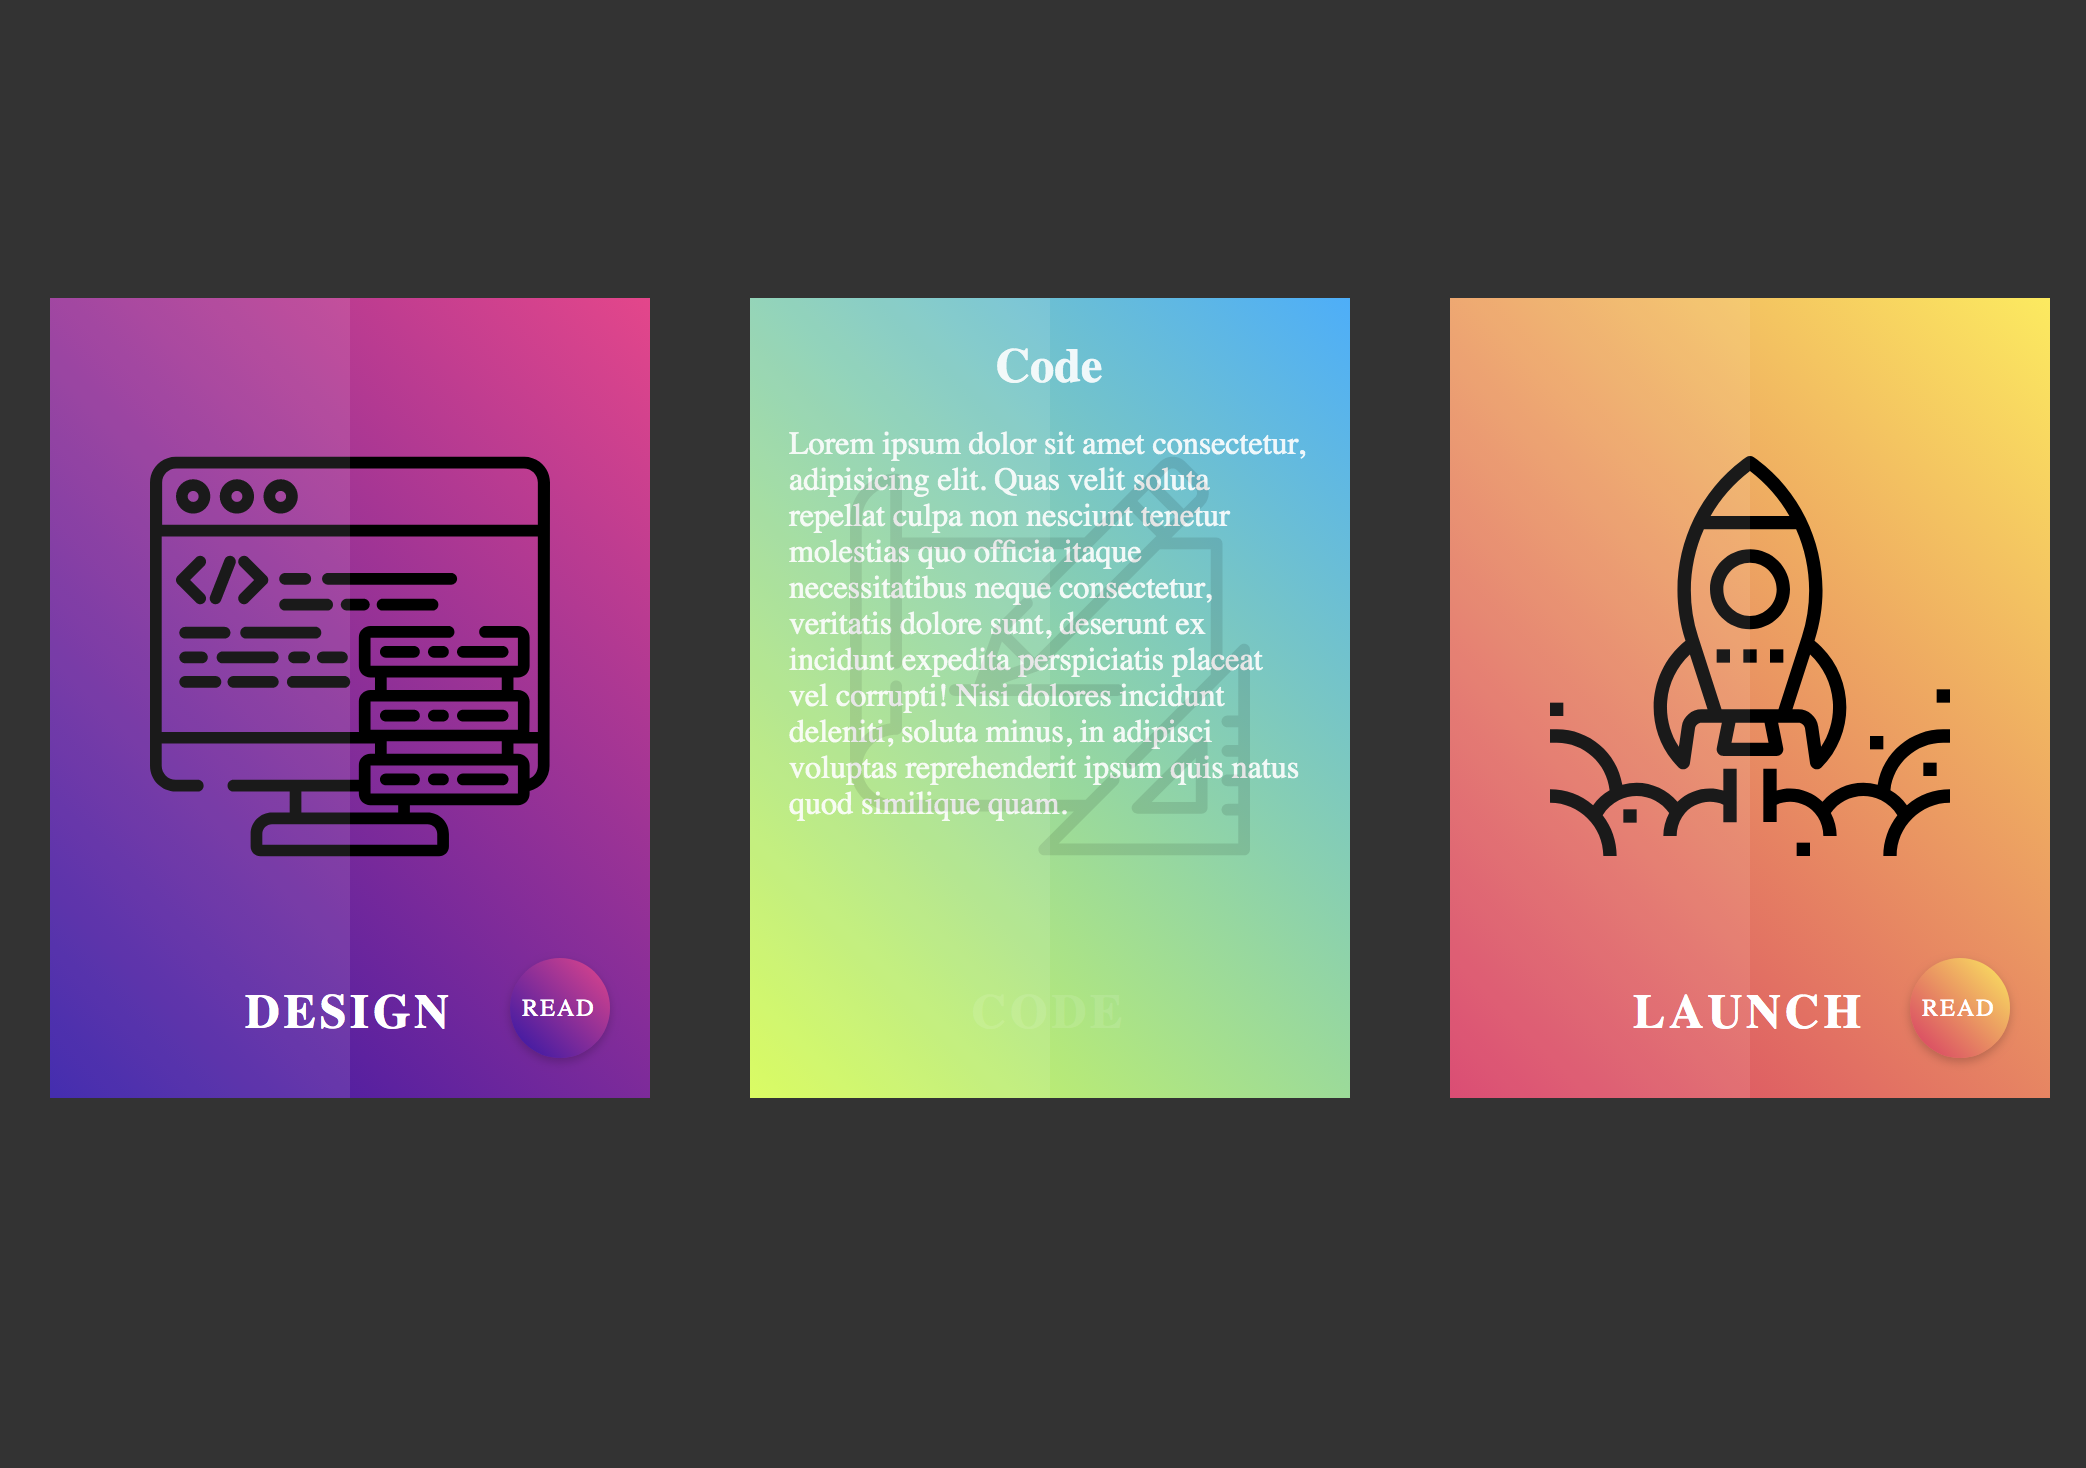 DESIGN
READ
Code
Lorem ipsum dolor sit amet consectetur,
adipisicing elit. Quas velit soluta
repellat culpa non nesciunt tenetur
molestias quo officia itaque
necessitatibus neque consectetur,
veritatis dolore sunt, deserunt ex
incidunt expedita perspiciatis placeat
vel corrupti! Nisi dolores incidunt
deleniti, soluta minus, in adipisci
voluptas reprehenderit ipsum quis natus
quod similique quam.
CODE
LAUNCH
READ